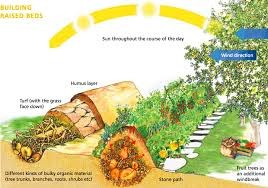 BUILDING
RAISED BEDS
Sun throughout the course of the day
Wind direction
Humus layer
Turf (with the grass
face down)
Different kinds of bulky organic material
(tree trunks, branches, roots, shrubs etc)
Stone path
Fruit trees as
an additional
windbreak